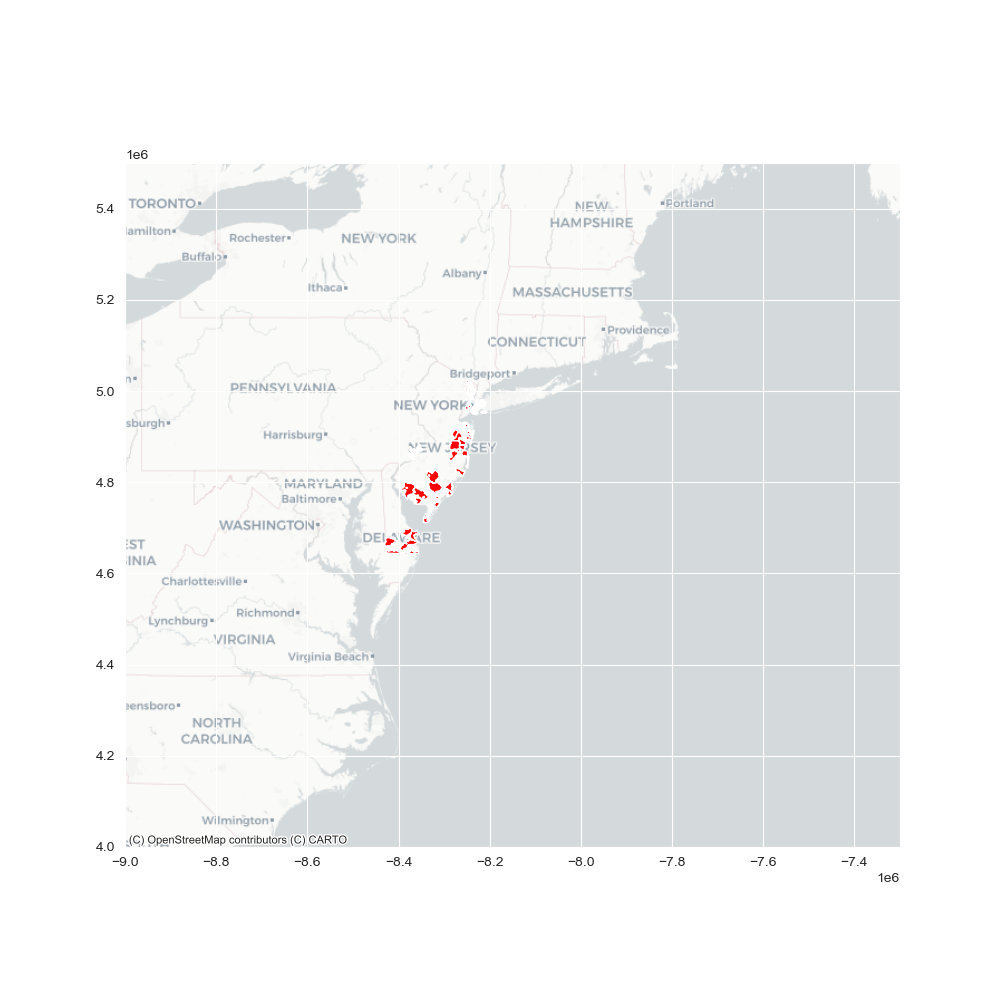 1e6
TORONTO
Portland
NEW
HAMPSHIRE
5.4
amilton
Rochester
NEW YORK
Buffalo
Albany
Ithaca
MASSACHUSETTS
5.2
Providence
CONNECTICUT
Bridgeport
n
PENNSYLVANIA
5.0
NEW YORK
sburgh
Harrisburg
NEW JERSEY
4.8
MARYLAND
Baltimore
WASHINGTON
DELAWARE
EST
INIA
4.6
Charlottesville
Richmond
Lynchburg
VIRGINIA
Virginia Beach
4.4
eensboro
NORTH
CAROLINA
4.2
Wilmington
(C) OpenStreetMap contributors (C) CARTO
4.0
−9.0 −8.8 −8.6 −8.4 −8.2 −8.0 −7.8 −7.6 −7.4
1e6